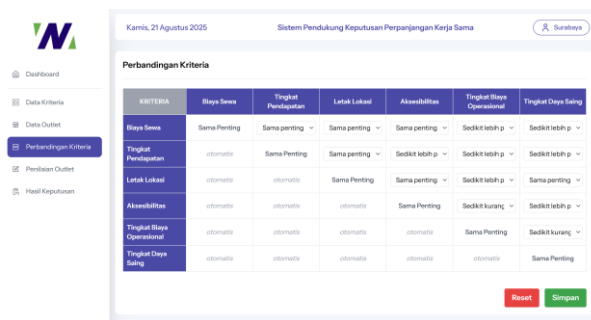 Kamis, 21 Agustus 2025
Sistem Pendukung Keputusan Perpanjangan Kerja Sama
Surabaya
Dashboard
Data Kriteria
Data Outlet
Perbandingan Kriteria
Penilaian Outlet
Hasil Keputusan
Perbandingan Kriteria
KRITERIA Biaya Sewa Tingkat Pendapatan Letak Lokasi Aksesibilitas Tingkat Biaya Operasional Tingkat Daya Saing
Biaya Sewa Sama Penting Sama penting Sama penting Sama penting Sedikit lebih p Sedikit lebih p
Tingkat Pendapatan otomatis Sama Penting Sama penting Sedikit lebih p Sedikit lebih p Sedikit lebih p
Letak Lokasi otomatis otomatis Sama Penting Sama penting Sedikit lebih p Sama penting
Aksesibilitas otomatis otomatis otomatis Sama Penting Sedikit kurang Sedikit lebih p
Tingkat Biaya Operasional otomatis otomatis otomatis otomatis Sama Penting Sedikit kurang
Tingkat Daya Saing otomatis otomatis otomatis otomatis otomatis Sama Penting
Reset Simpan